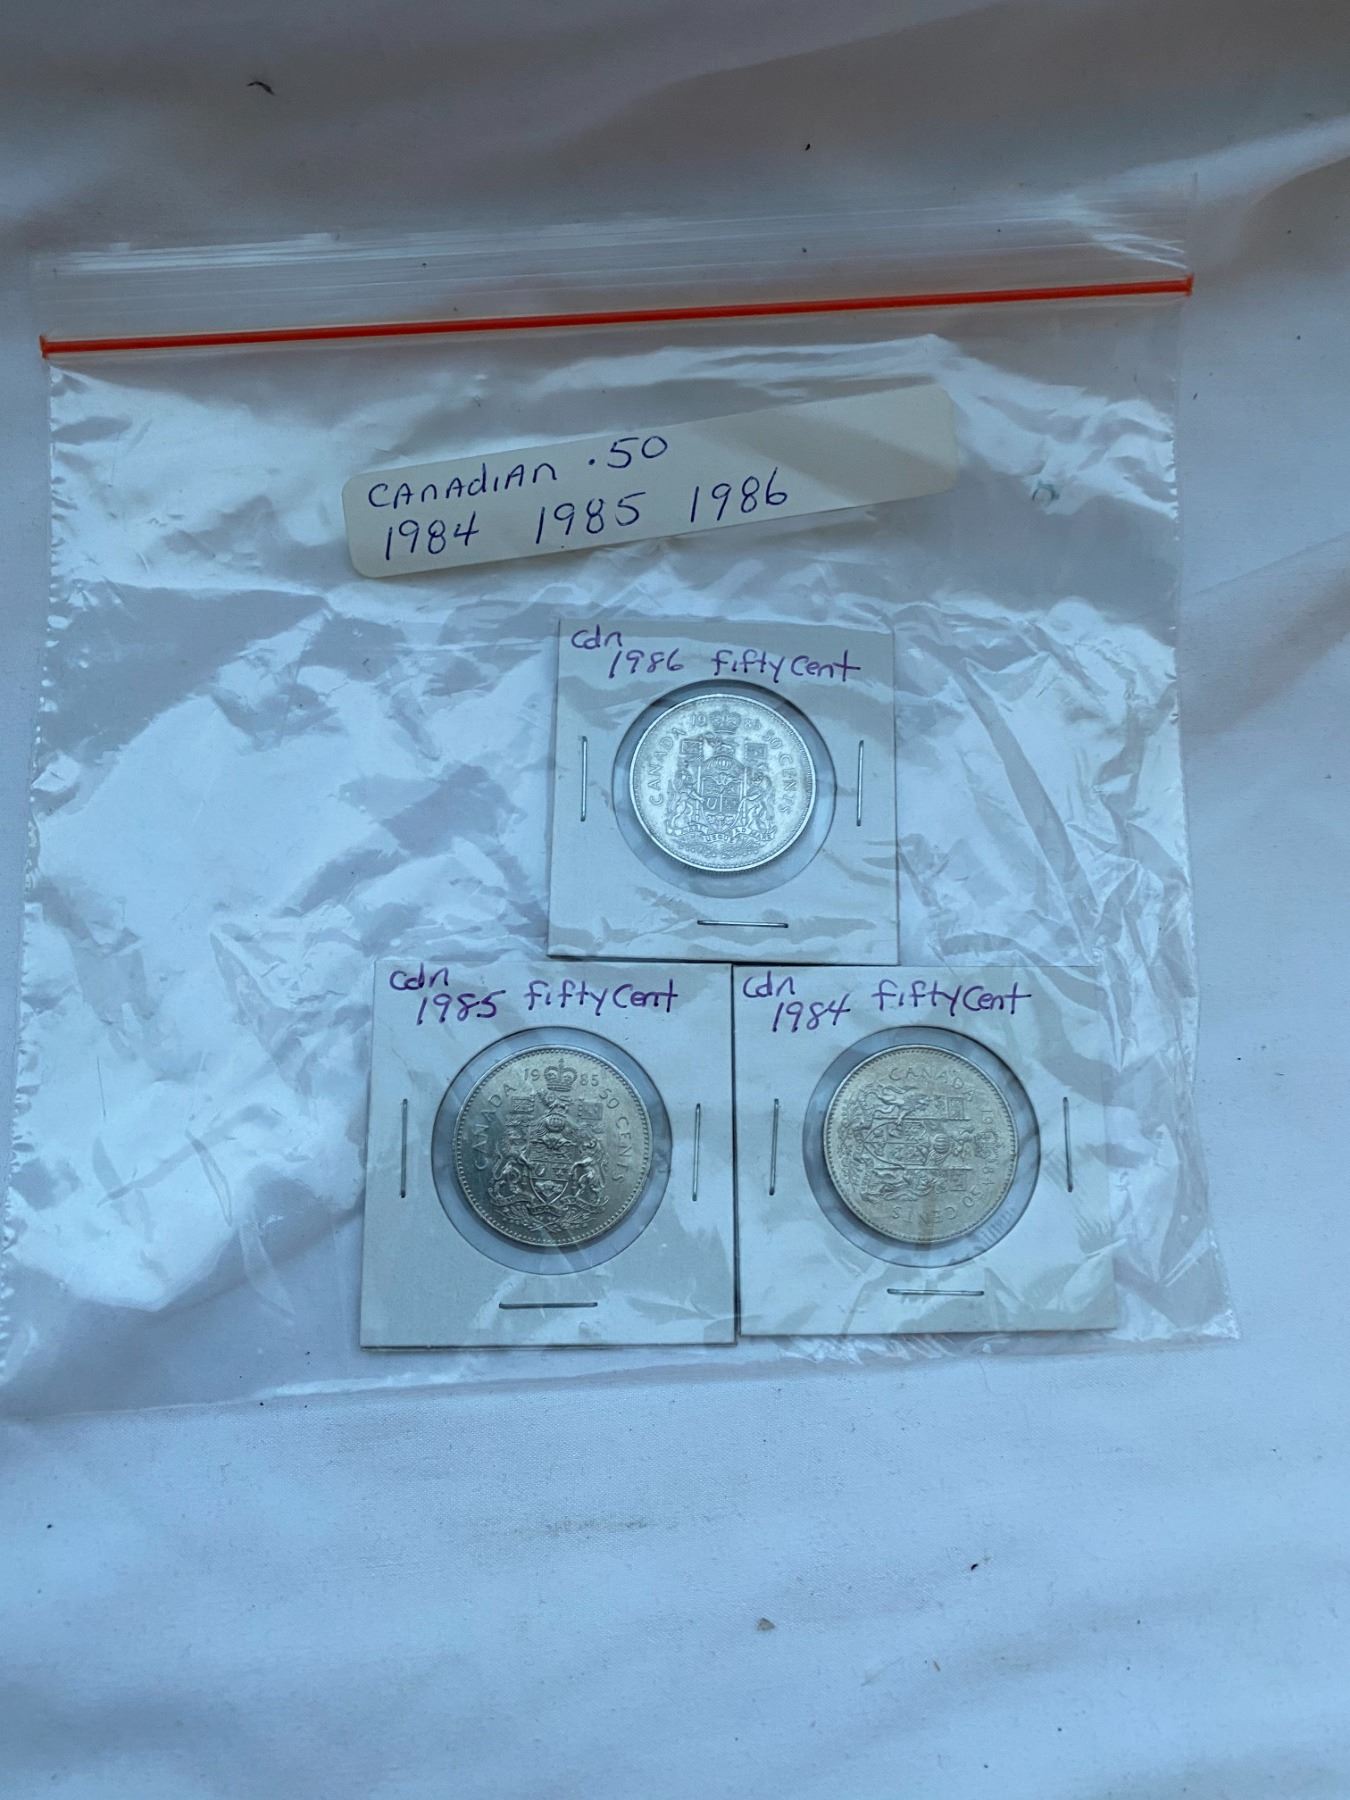 CANAdiAn .50
1984 1985 1986
cdn
1986 fifty cent
CANADA 1986 50 CENTS
cdn
1985 fifty cent
CANADA 1985 50 CENTS
cdn
1984 fifty cent
CANADA 1984 50 CENTS